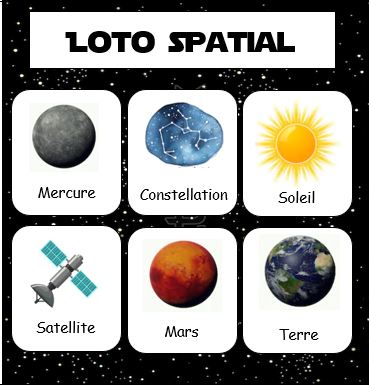 Loto Spatial
Mercure
Constellation
Soleil
Satellite
Mars
Terre